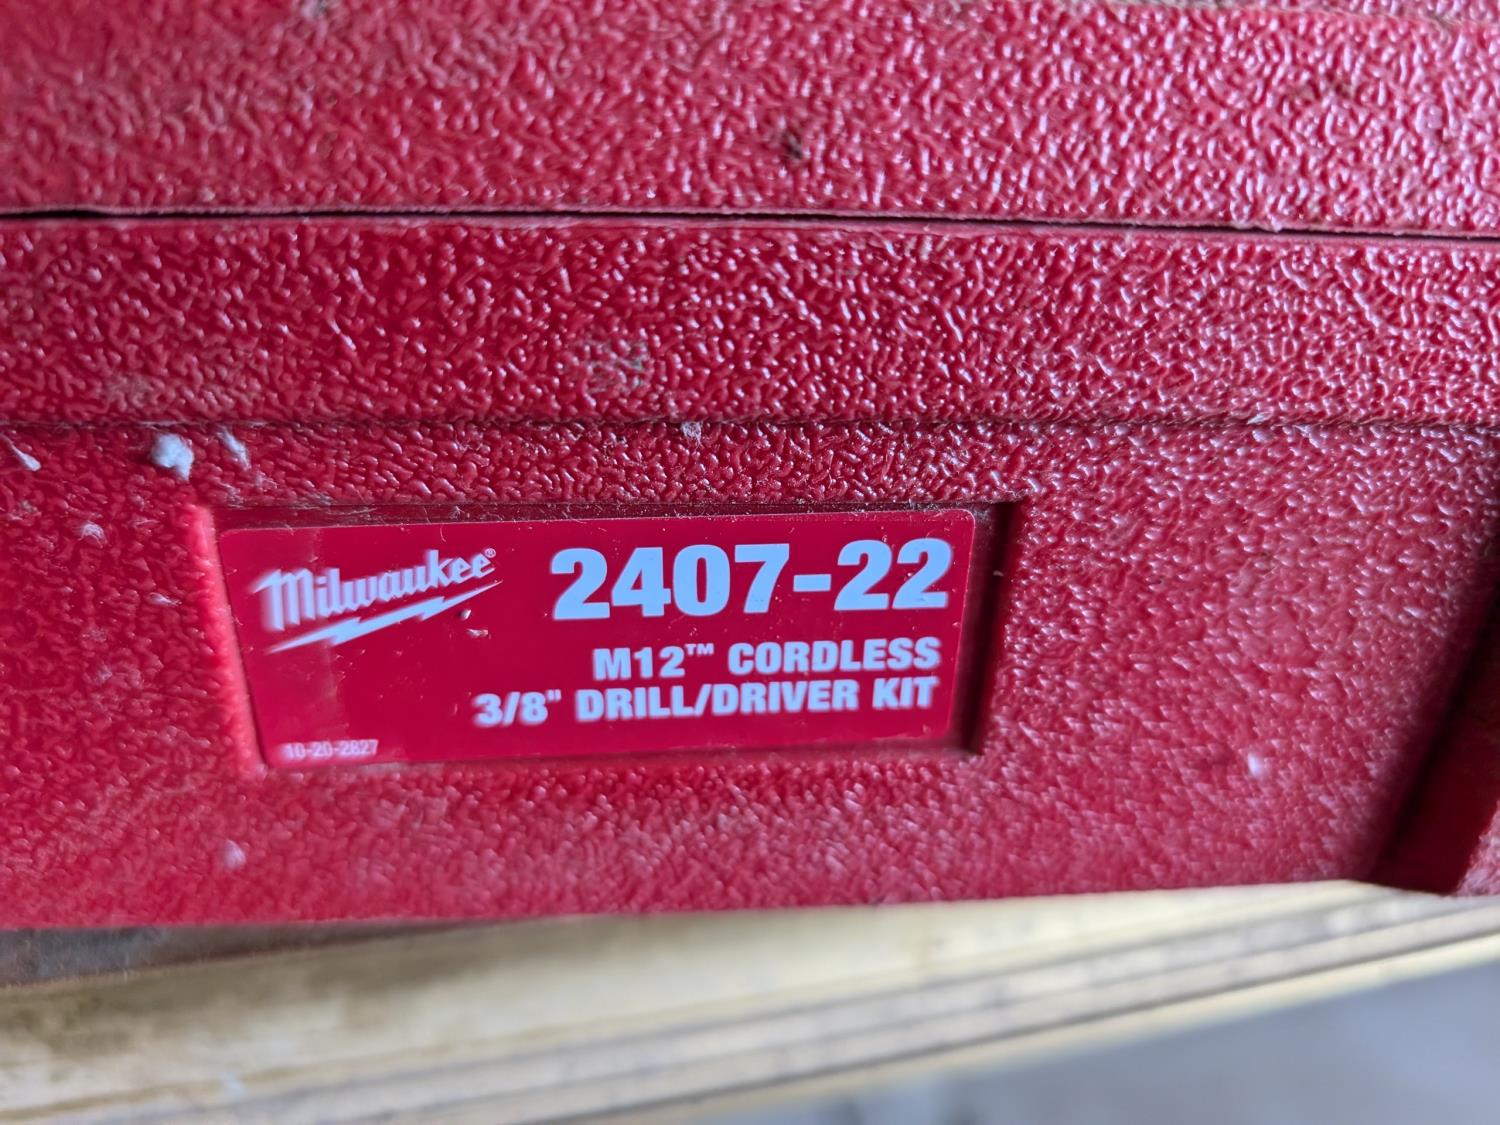 Milwaukee®
2407-22
M12™ CORDLESS
3/8" DRILL/DRIVER KIT
10-20-2827